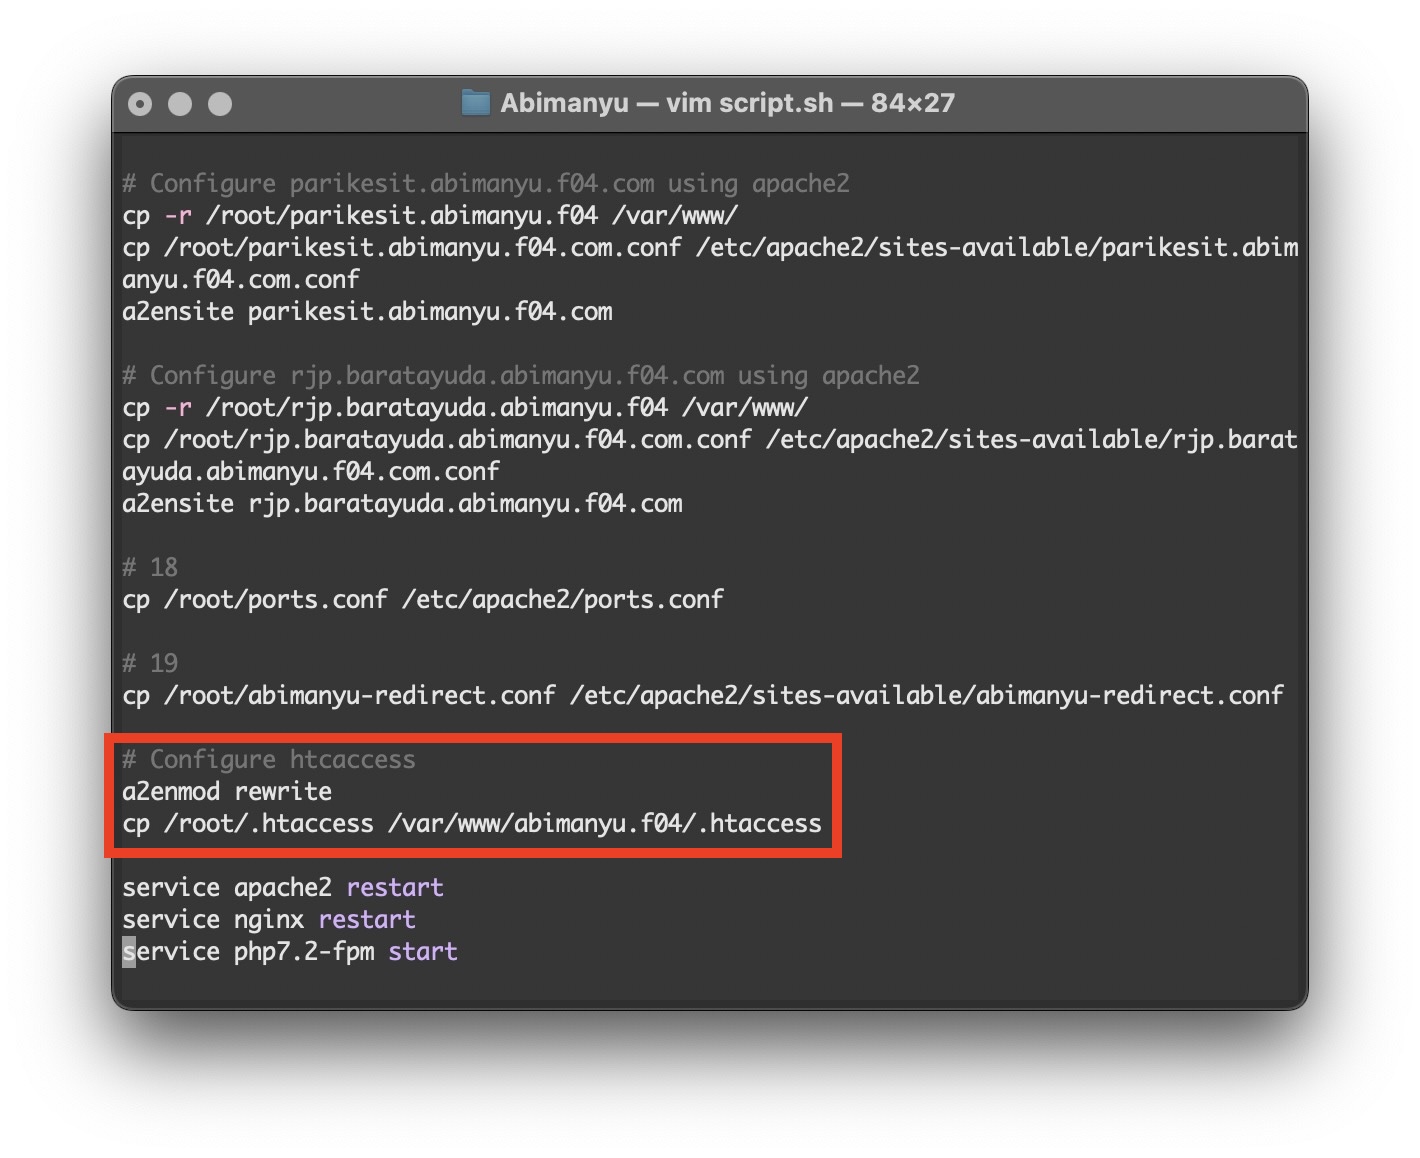 Abimanyu — vim script.sh — 84×27
# Configure parikesit.abimanyu.f04.com using apache2
cp -r /root/parikesit.abimanyu.f04 /var/www/
cp /root/parikesit.abimanyu.f04.com.conf /etc/apache2/sites-available/parikesit.abim
anyu.f04.com.conf
a2ensite parikesit.abimanyu.f04.com
# Configure rjp.baratayuda.abimanyu.f04.com using apache2
cp -r /root/rjp.baratayuda.abimanyu.f04 /var/www/
cp /root/rjp.baratayuda.abimanyu.f04.com.conf /etc/apache2/sites-available/rjp.barat
ayuda.abimanyu.f04.com.conf
a2ensite rjp.baratayuda.abimanyu.f04.com
# 18
cp /root/ports.conf /etc/apache2/ports.conf
# 19
cp /root/abimanyu-redirect.conf /etc/apache2/sites-available/abimanyu-redirect.conf
# Configure htcaccess
a2enmod rewrite
cp /root/.htaccess /var/www/abimanyu.f04/.htaccess
service apache2 restart
service nginx restart
service php7.2-fpm start